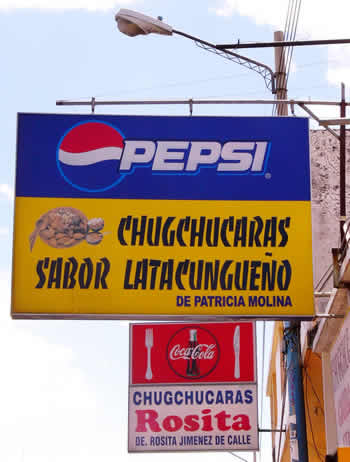 PEPSI
CHUGCHUCARAS
SABOR LATACUNGUEÑO
DE PATRICIA MOLINA
Coca-Cola
CHUGCHUCARAS
Rosita
DE. ROSITA JIMENEZ DE CALLE